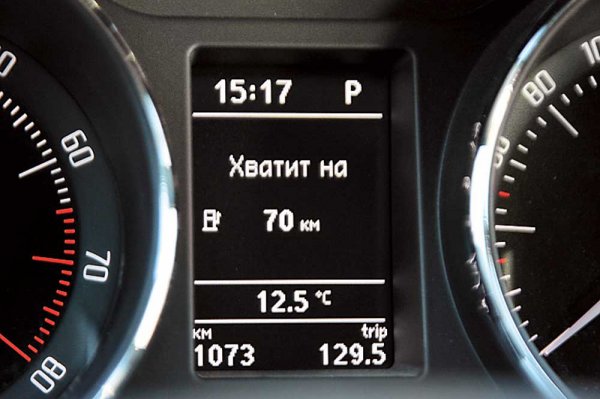 15:17 P
Хватит на
70 км
12.5 °C
км trip
1073 129.5
60
70
80
80